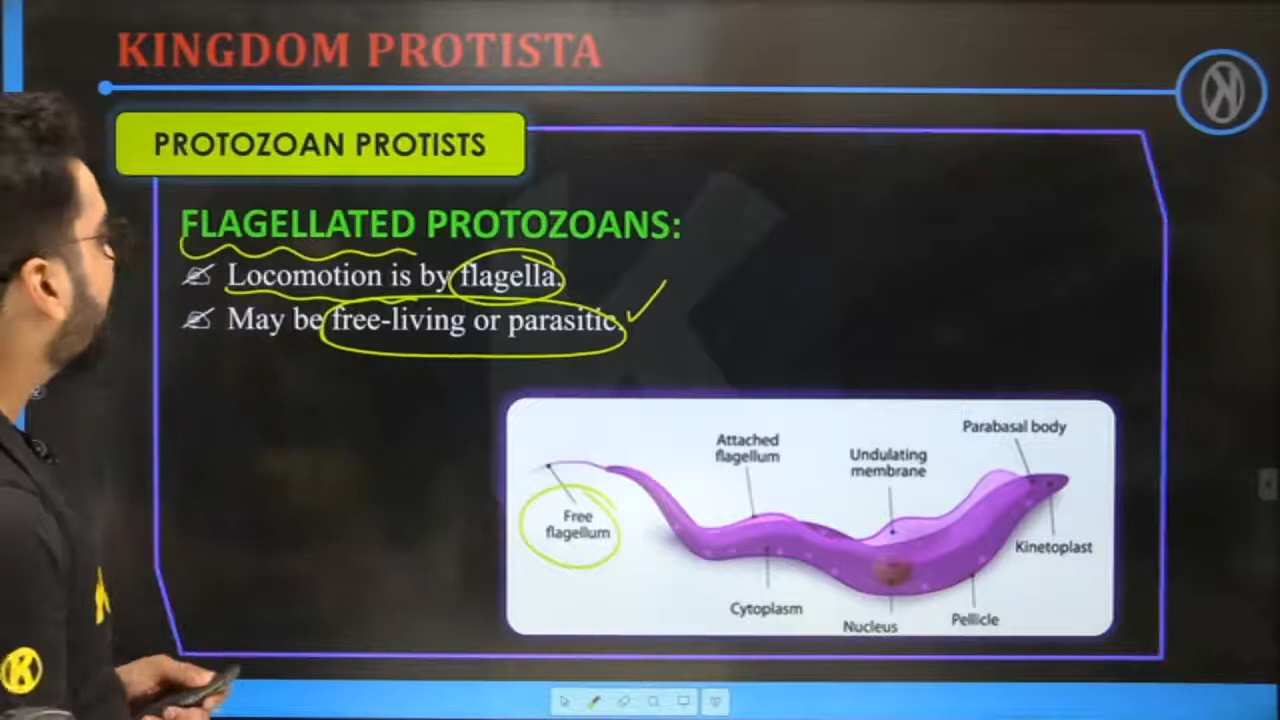 KINGDOM PROTISTA
PROTOZOAN PROTISTS
FLAGELLATED PROTOZOANS:
Locomotion is by flagella.
May be free-living or parasitic.
Parabasal body
Attached
flagellum
Undulating
membrane
Free
flagellum
Kinetoplast
Cytoplasm
Nucleus
Pellicle
K